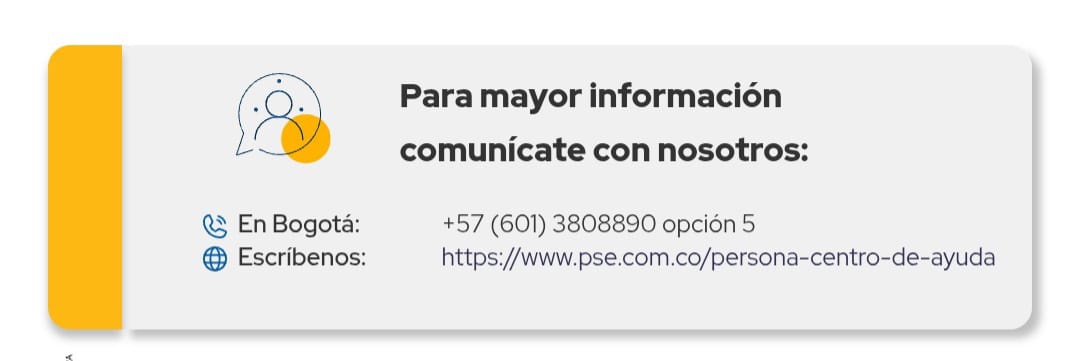 Para mayor información
comunícate con nosotros:
En Bogotá: +57 (601) 3808890 opción 5
Escríbenos: https://www.pse.com.co/persona-centro-de-ayuda